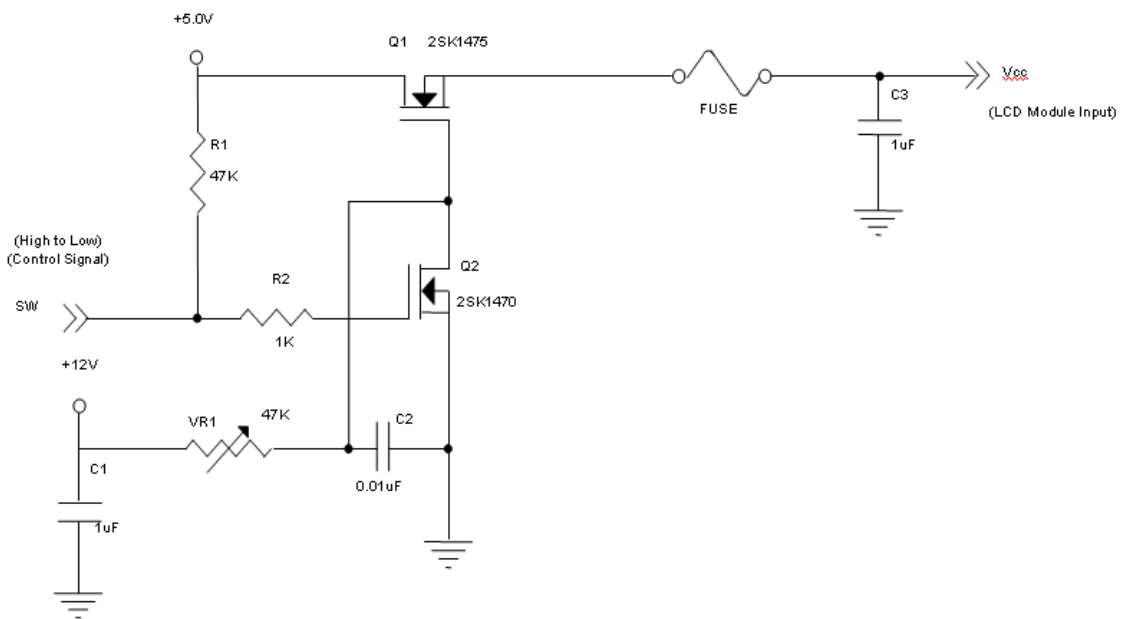 +5.0V
Q1 2SK1475
Vcc
FUSE
C3
(LCD Module Input)
R1
1uF
47K
(High to Low)
(Control Signal)
R2
Q2
SW
2SK1470
1K
+12V
VR1
47K
C2
C1
0.01uF
1uF